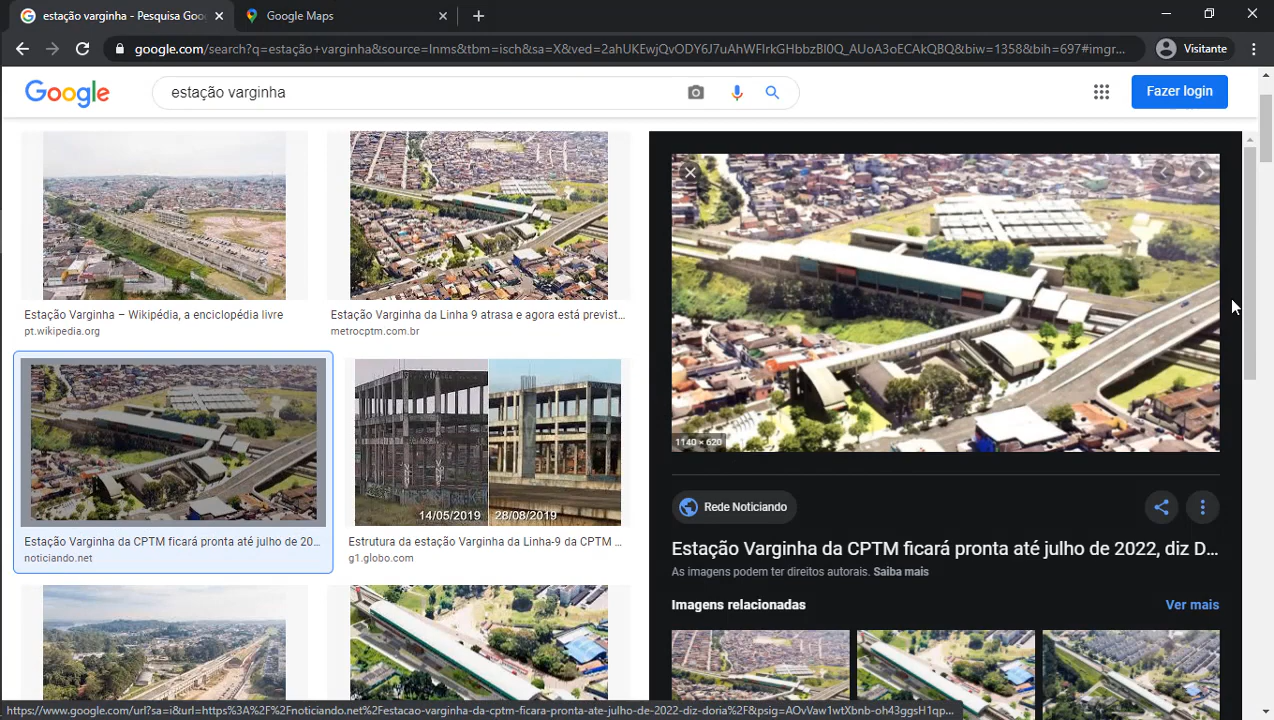 estação varginha - Pesquisa Goo
Google Maps
google.com/search?q=estação+varginha&source=lnms&tbm=isch&sa=X&ved=2ahUKEwjQvODY6J7uAhWFIrkGHbbzBl0Q_AUoA3oECAkQBQ&biw=1358&bih=697#imgr...
Visitante
Google
estação varginha
Fazer login
Estação Varginha – Wikipédia, a enciclopédia livre
pt.wikipedia.org
Estação Varginha da Linha 9 atrasa e agora está previst...
metrocptm.com.br
1140 × 620
14/05/2019
28/08/2019
Rede Noticiando
Estação Varginha da CPTM ficará pronta até julho de 20...
noticiando.net
Estrutura da estação Varginha da Linha-9 da CPTM ...
g1.globo.com
Estação Varginha da CPTM ficará pronta até julho de 2022, diz D...
As imagens podem ter direitos autorais. Saiba mais
Imagens relacionadas
Ver mais
https://www.google.com/url?sa=i&url=https%3A%2F%2Fnoticiando.net%2Festacao-varginha-da-cptm-ficara-pronta-ate-julho-de-2022-diz-doria%2F&psig=AOvVaw1wtXbnb-oh43ggsH1qp...